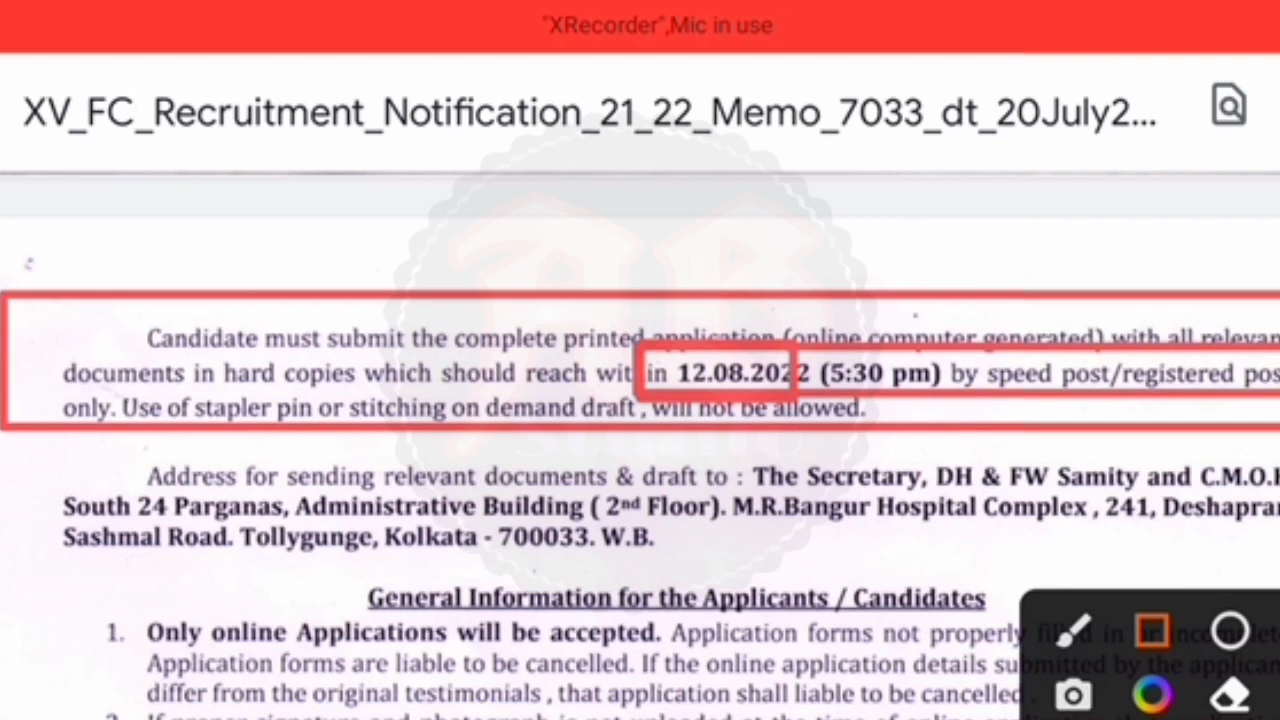 "XRecorder",Mic in use
XV_FC_Recruitment_Notification_21_22_Memo_7033_dt_20July2...
Candidate must submit the complete printed application (online computer generated) with all
documents in hard copies which should reach within 12.08.2022 (5:30 pm) by speed post/registered
only. Use of stapler pin or stitching on demand draft , will not be allowed.
Address for sending relevant documents & draft to : The Secretary, DH & FW Samity and
South 24 Parganas, Administrative Building ( 2nd Floor). M.R.Bangur Hospital Complex , 241,
Sashmal Road. Tollygunge, Kolkata - 700033. W.B.
General Information for the Applicants / Candidates
1. Only online Applications will be accepted. Application forms not properly filled in or
Application forms are liable to be cancelled. If the online application details submitted by the
differ from the original testimonials , that application shall liable to be cancelled .